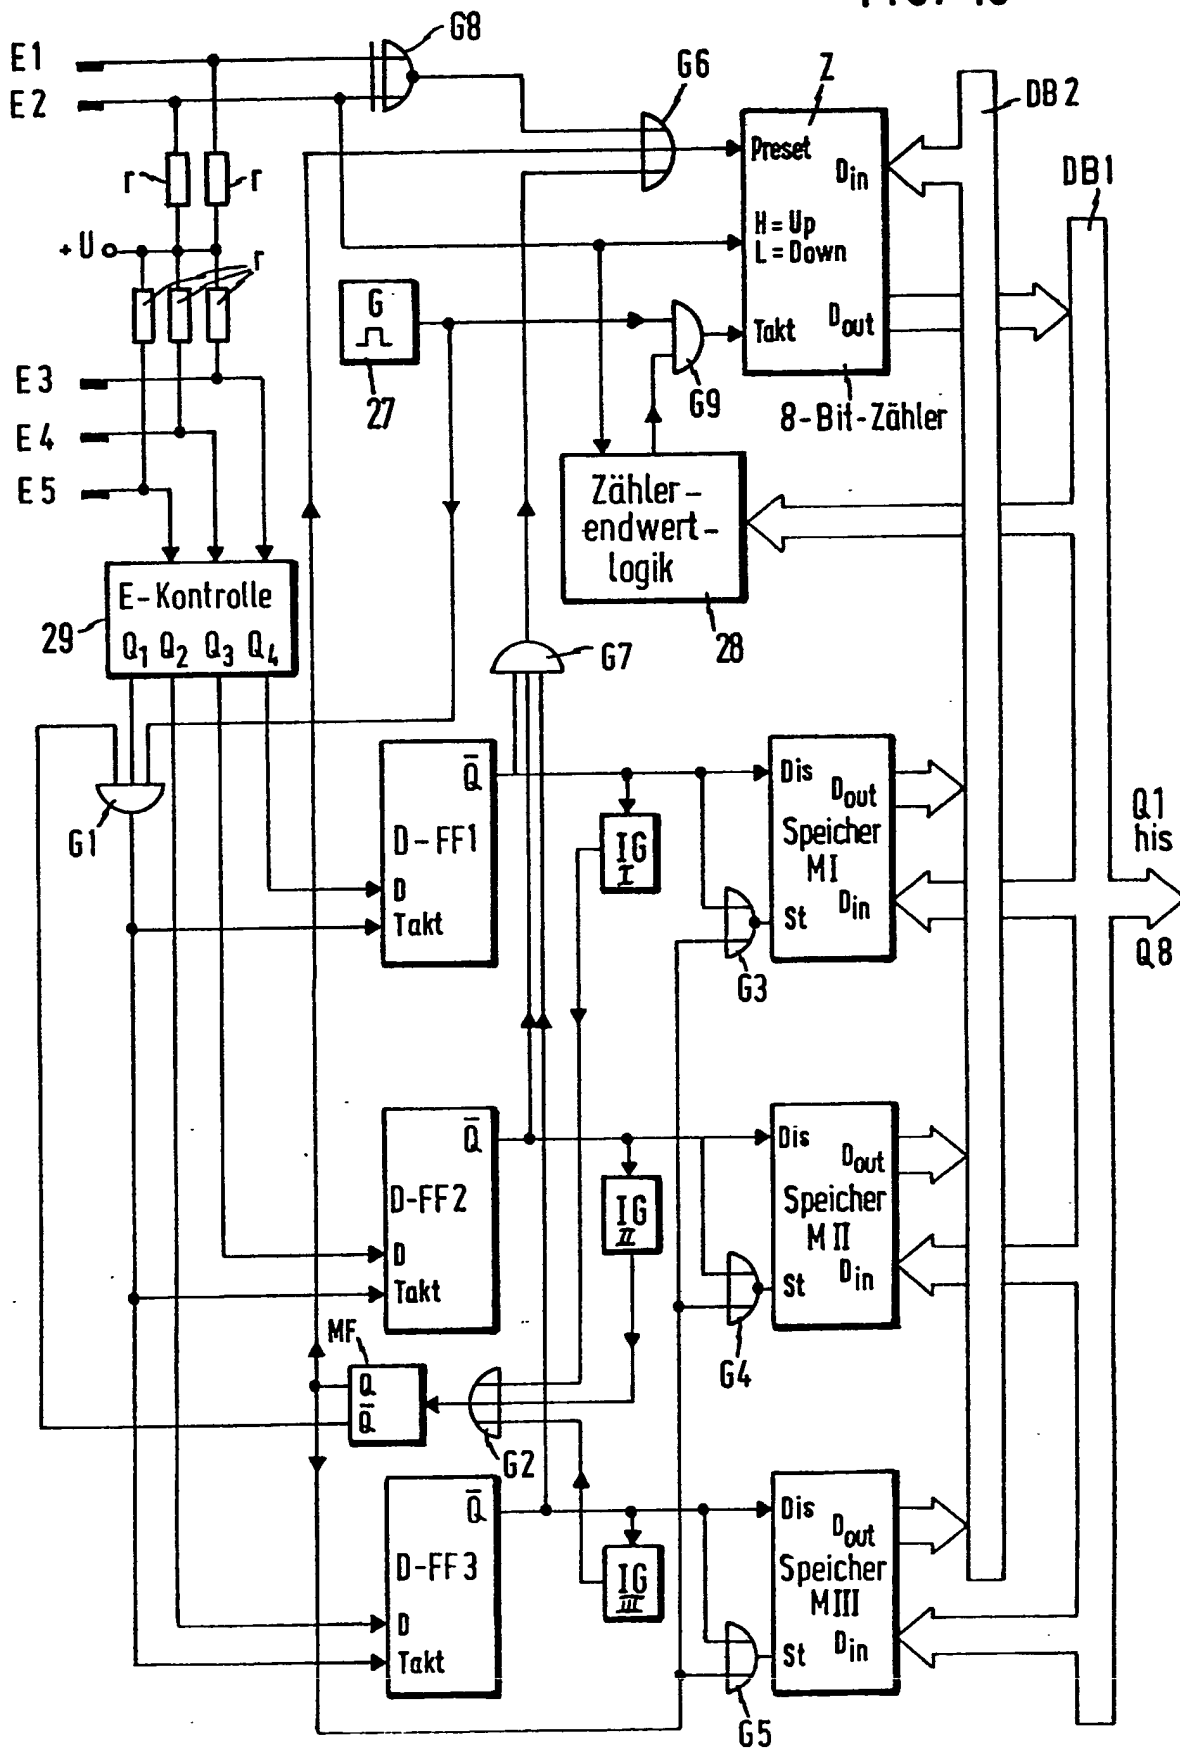 G8
E1
E2
G6
Z
DB2
Preset
Din
DB1
r
r
H=Up
L=Down
+U
r
G
Takt
Dout
27
G9
8-Bit-Zähler
E3
E4
E5
Zähler-
endwert-
logik
28
E-Kontrolle
29
Q1 Q2 Q3 Q4
G7
G1
Q̅
D-FF1
D
Takt
IG
I
Dis
Dout
Speicher
MI
Din
St
G3
Q1
his
Q8
Q̅
D-FF2
D
Takt
IG
II
Dis
Dout
Speicher
MII
Din
St
G4
MF
Q
Q̅
G2
Q̅
D-FF3
D
Takt
IG
III
Dis
Dout
Speicher
MIII
Din
St
G5